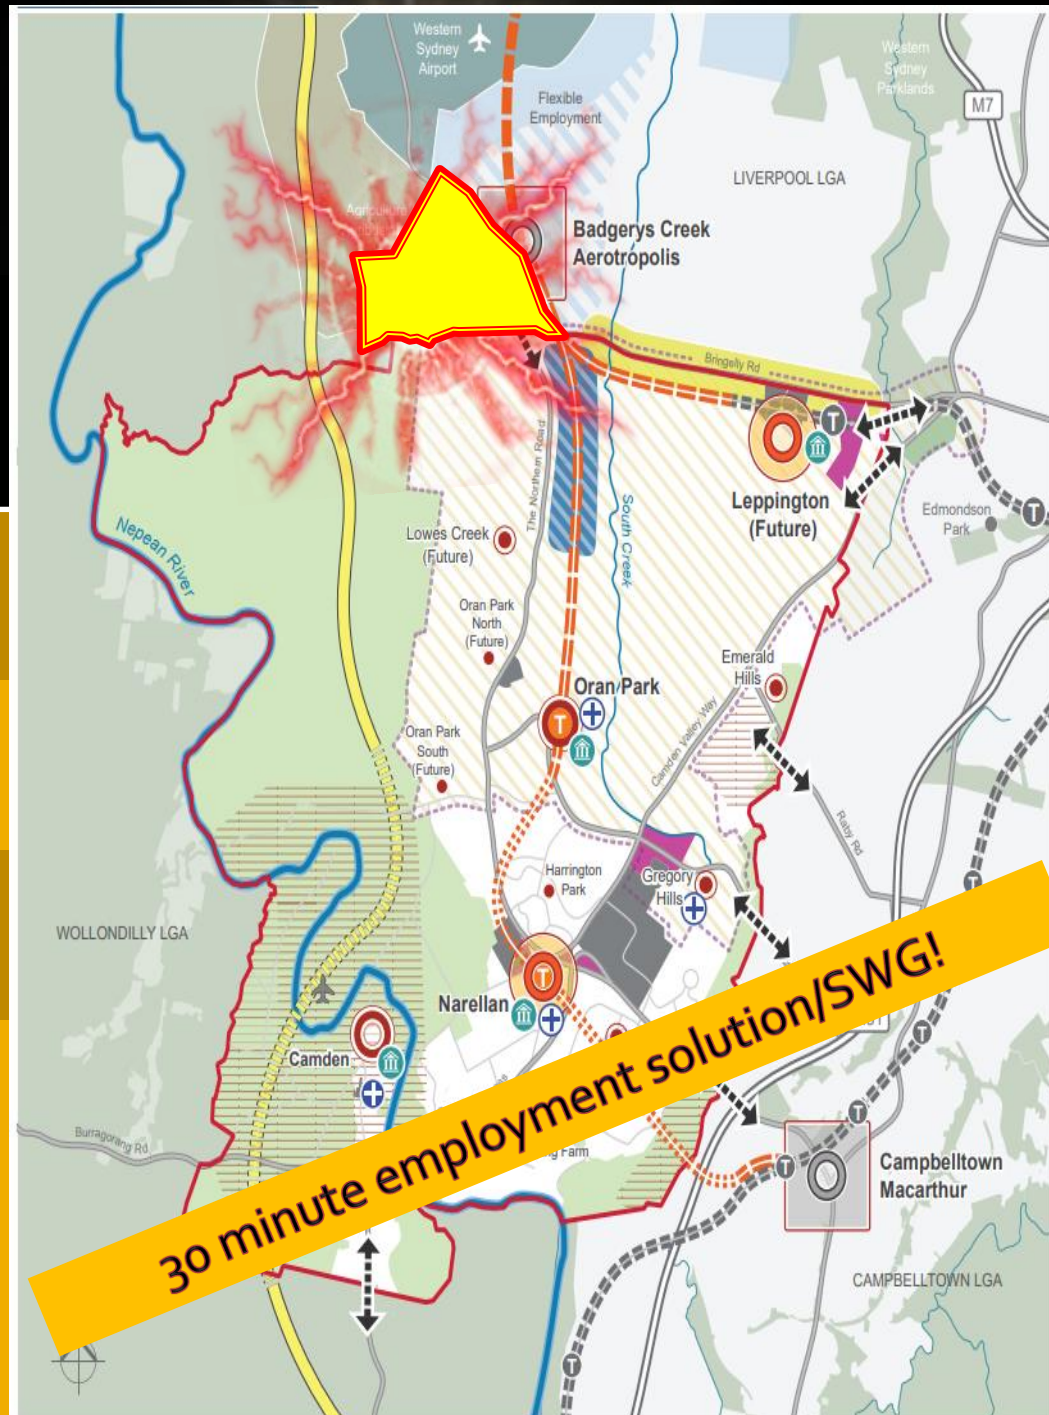 Western
Sydney
Airport
Western
Sydney
Parklands
M7
Flexible
Employment
LIVERPOOL LGA
Badgerys Creek
Aerotropolis
Bringelly Rd
T
The Northern Road
Leppington
(Future)
South Creek
Edmondson
Park
T
Lowes Creek
(Future)
Nepean River
Oran Park
North
(Future)
Emerald
Hills
Oran Park
T
Camden Valley Way
Oran Park
South
(Future)
Raby Rd
Harrington
Park
Gregory
Hills
T
WOLLONDILLY LGA
T
Narellan
Camden
T
30 minute employment solution/SWG!
Burragorang Rd
Farm
T
T
Campbelltown
Macarthur
CAMPBELLTOWN LGA
T